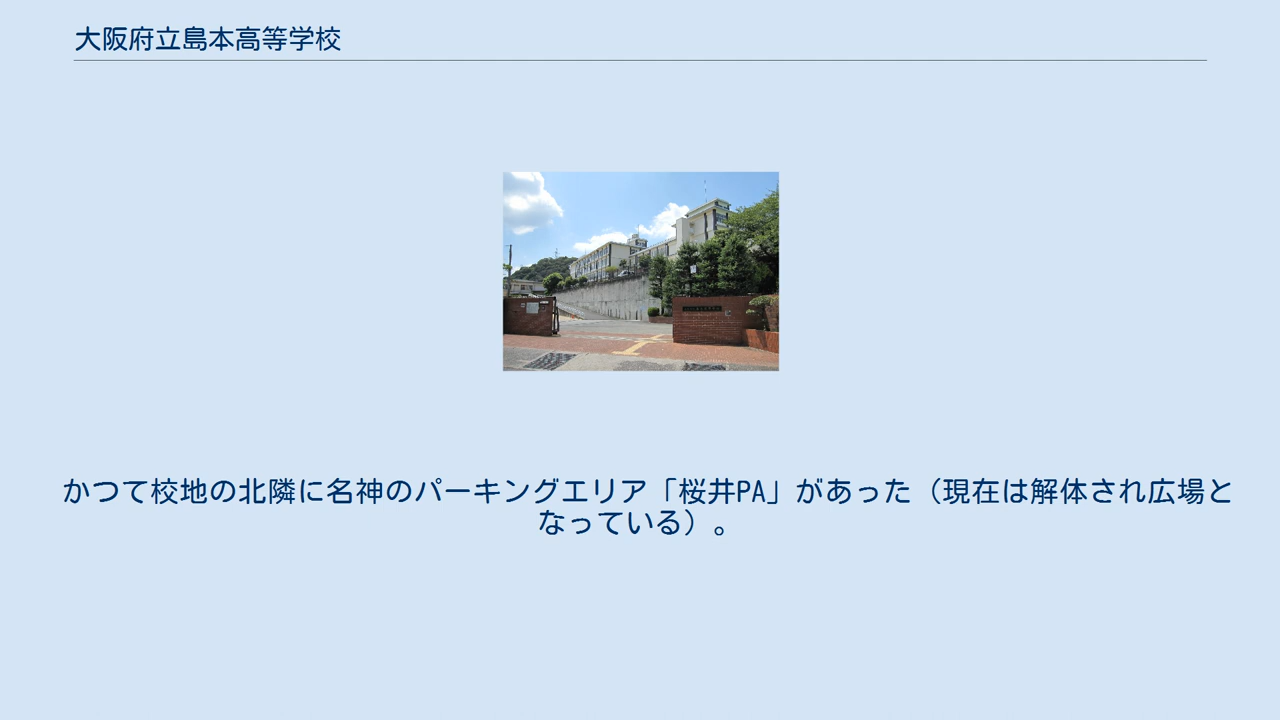 大阪府立島本高等学校
かつて校地の北隣に名神のパーキングエリア「桜井PA」があった（現在は解体され広場と
なっている）。